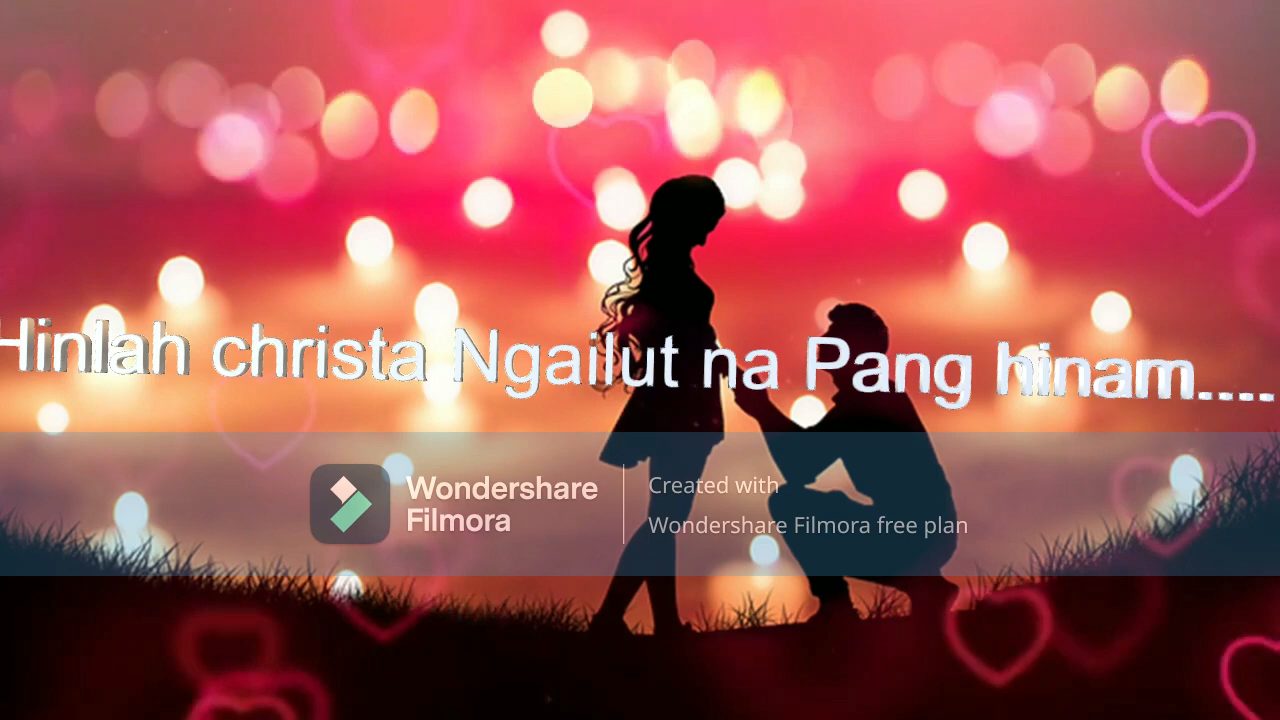 Hinlah christa Ngailut na Pang hinam....
Wondershare
Filmora
Created with
Wondershare Filmora free plan